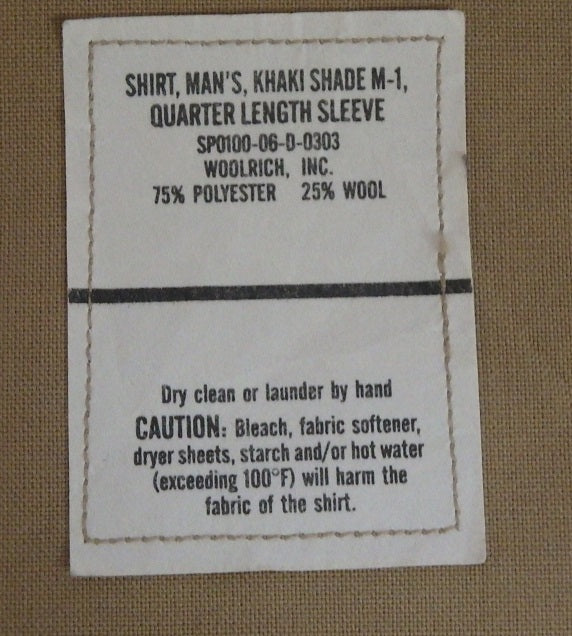 SHIRT, MAN'S, KHAKI SHADE M-1,
QUARTER LENGTH SLEEVE
SP0100-06-D-0303
WOOLRICH, INC.
75% POLYESTER 25% WOOL
Dry clean or launder by hand
CAUTION: Bleach, fabric softener,
dryer sheets, starch and/or hot water
(exceeding 100°F) will harm the
fabric of the shirt.